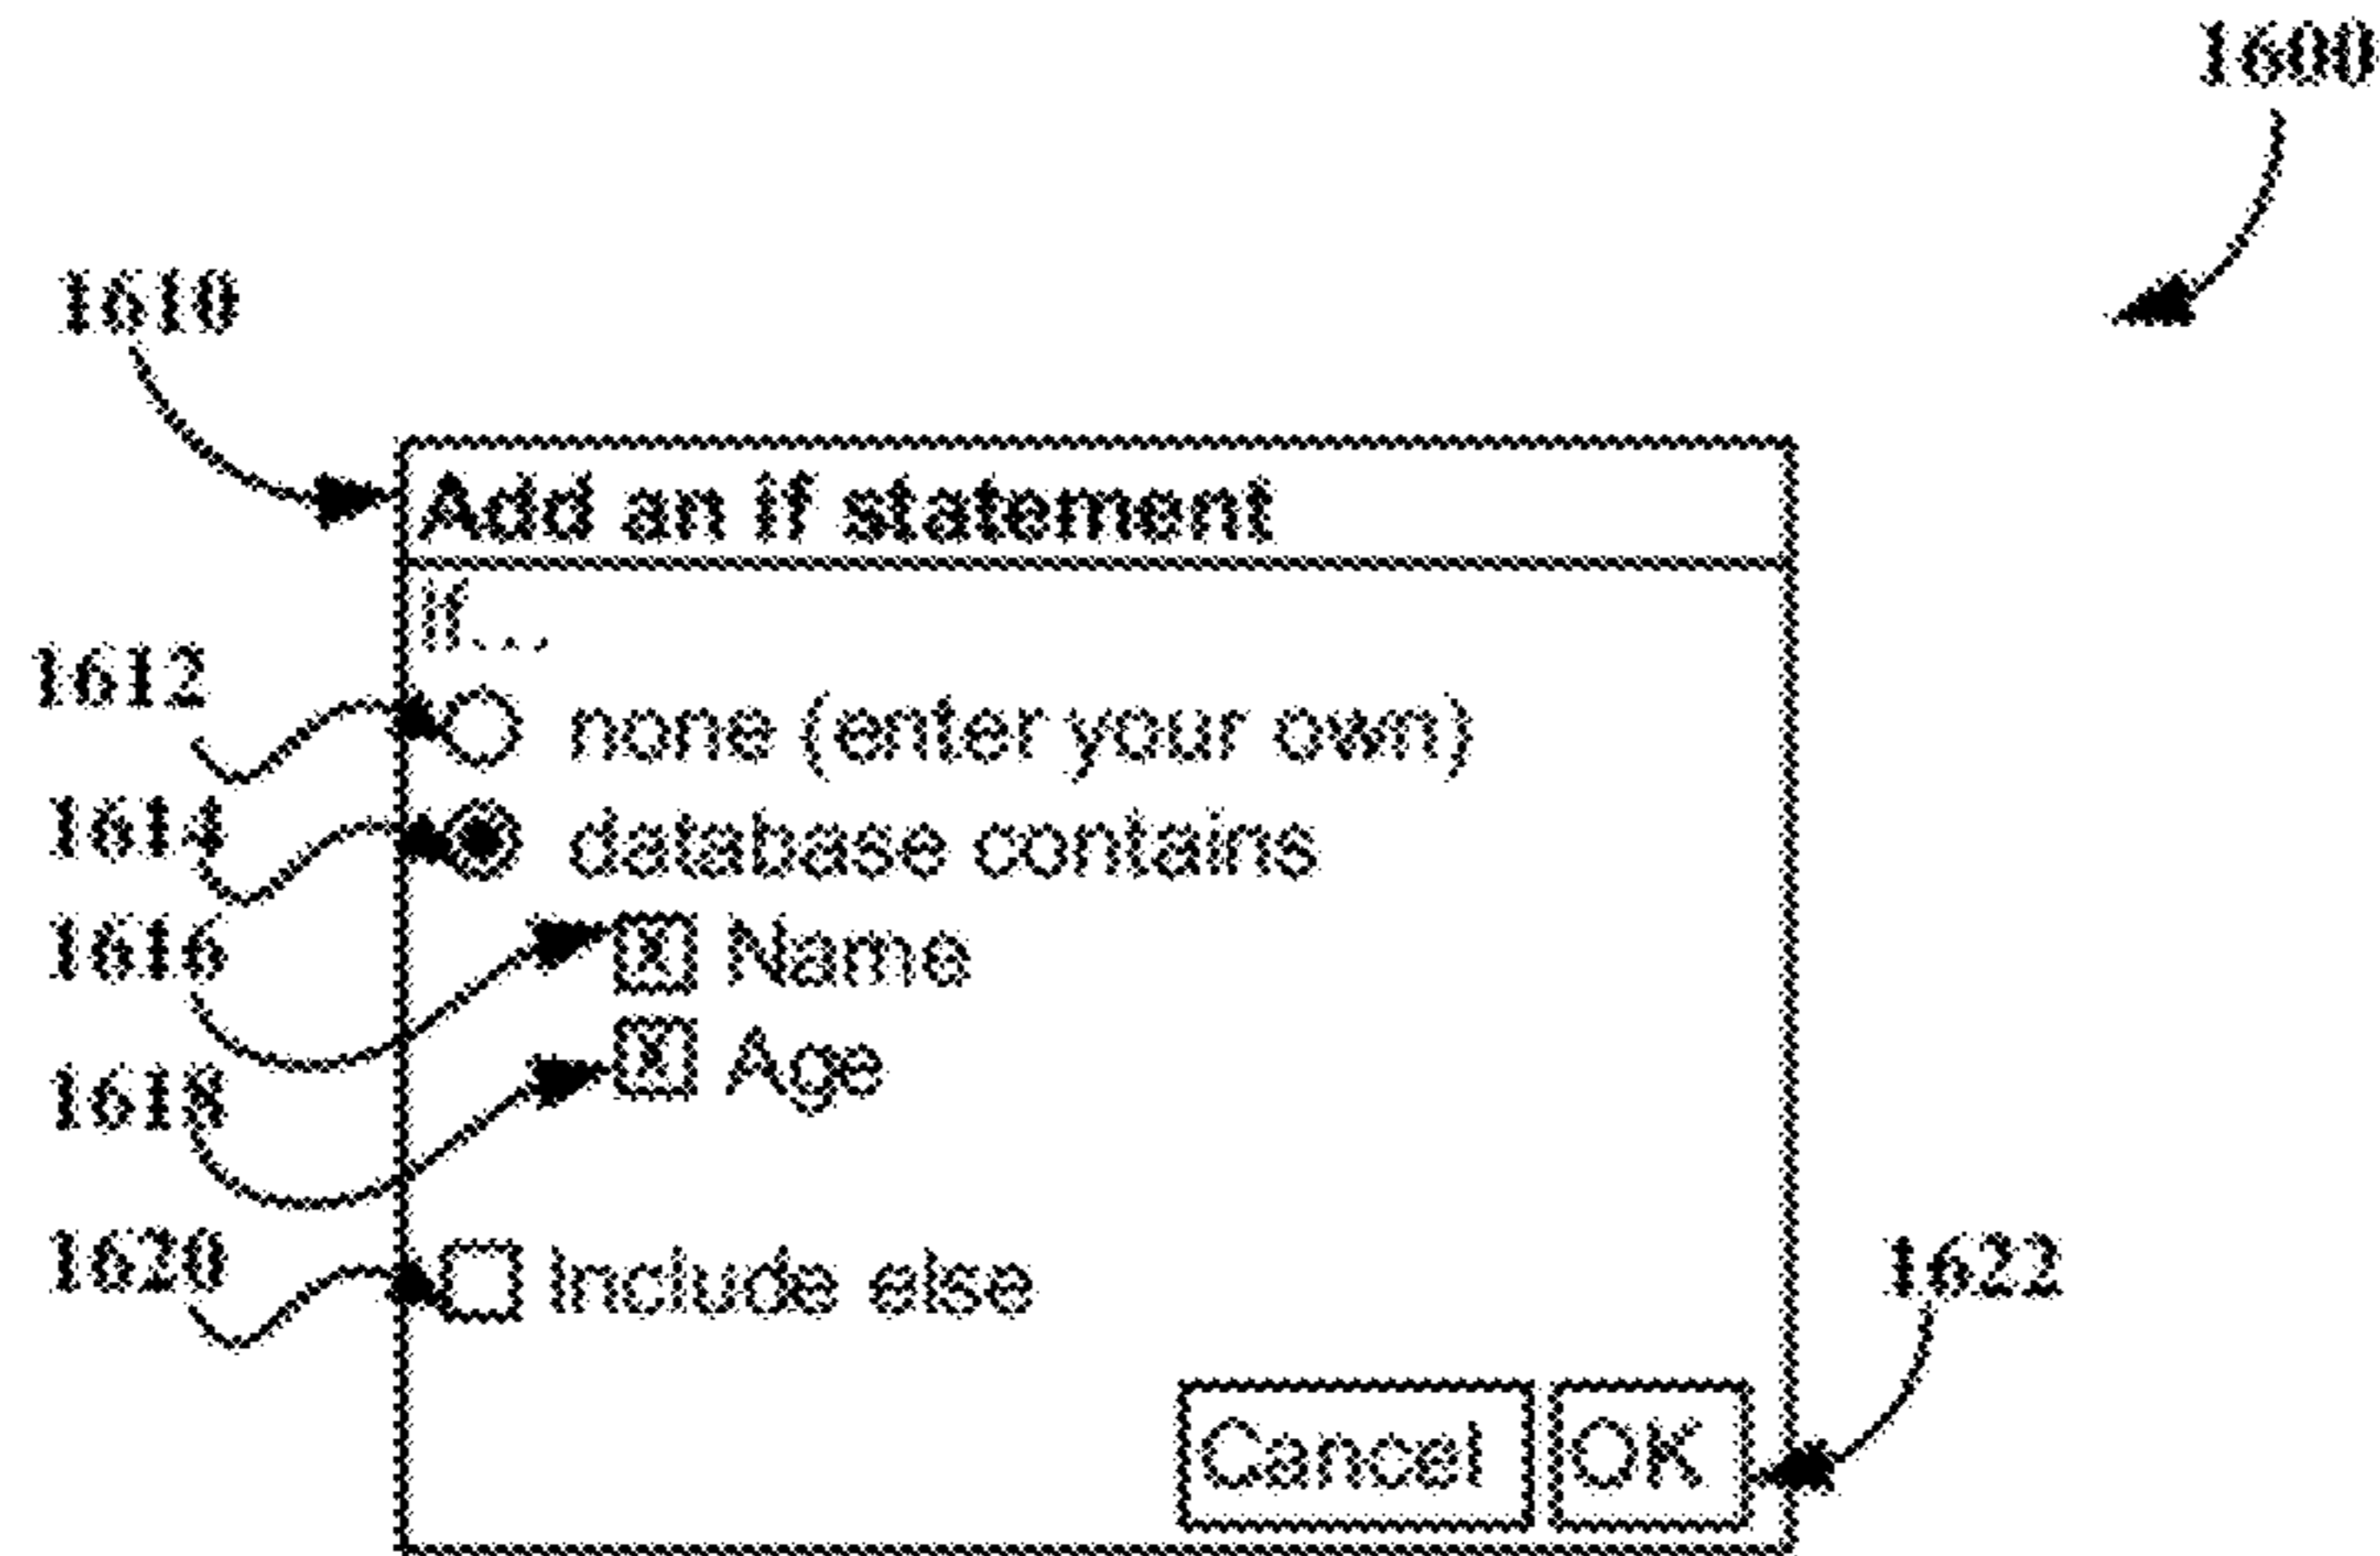 1600
1610
Add an if statement
If...
1612
none (enter your own)
1614
database contains
1616
Name
1618
Age
1620
Include else
1622
Cancel OK